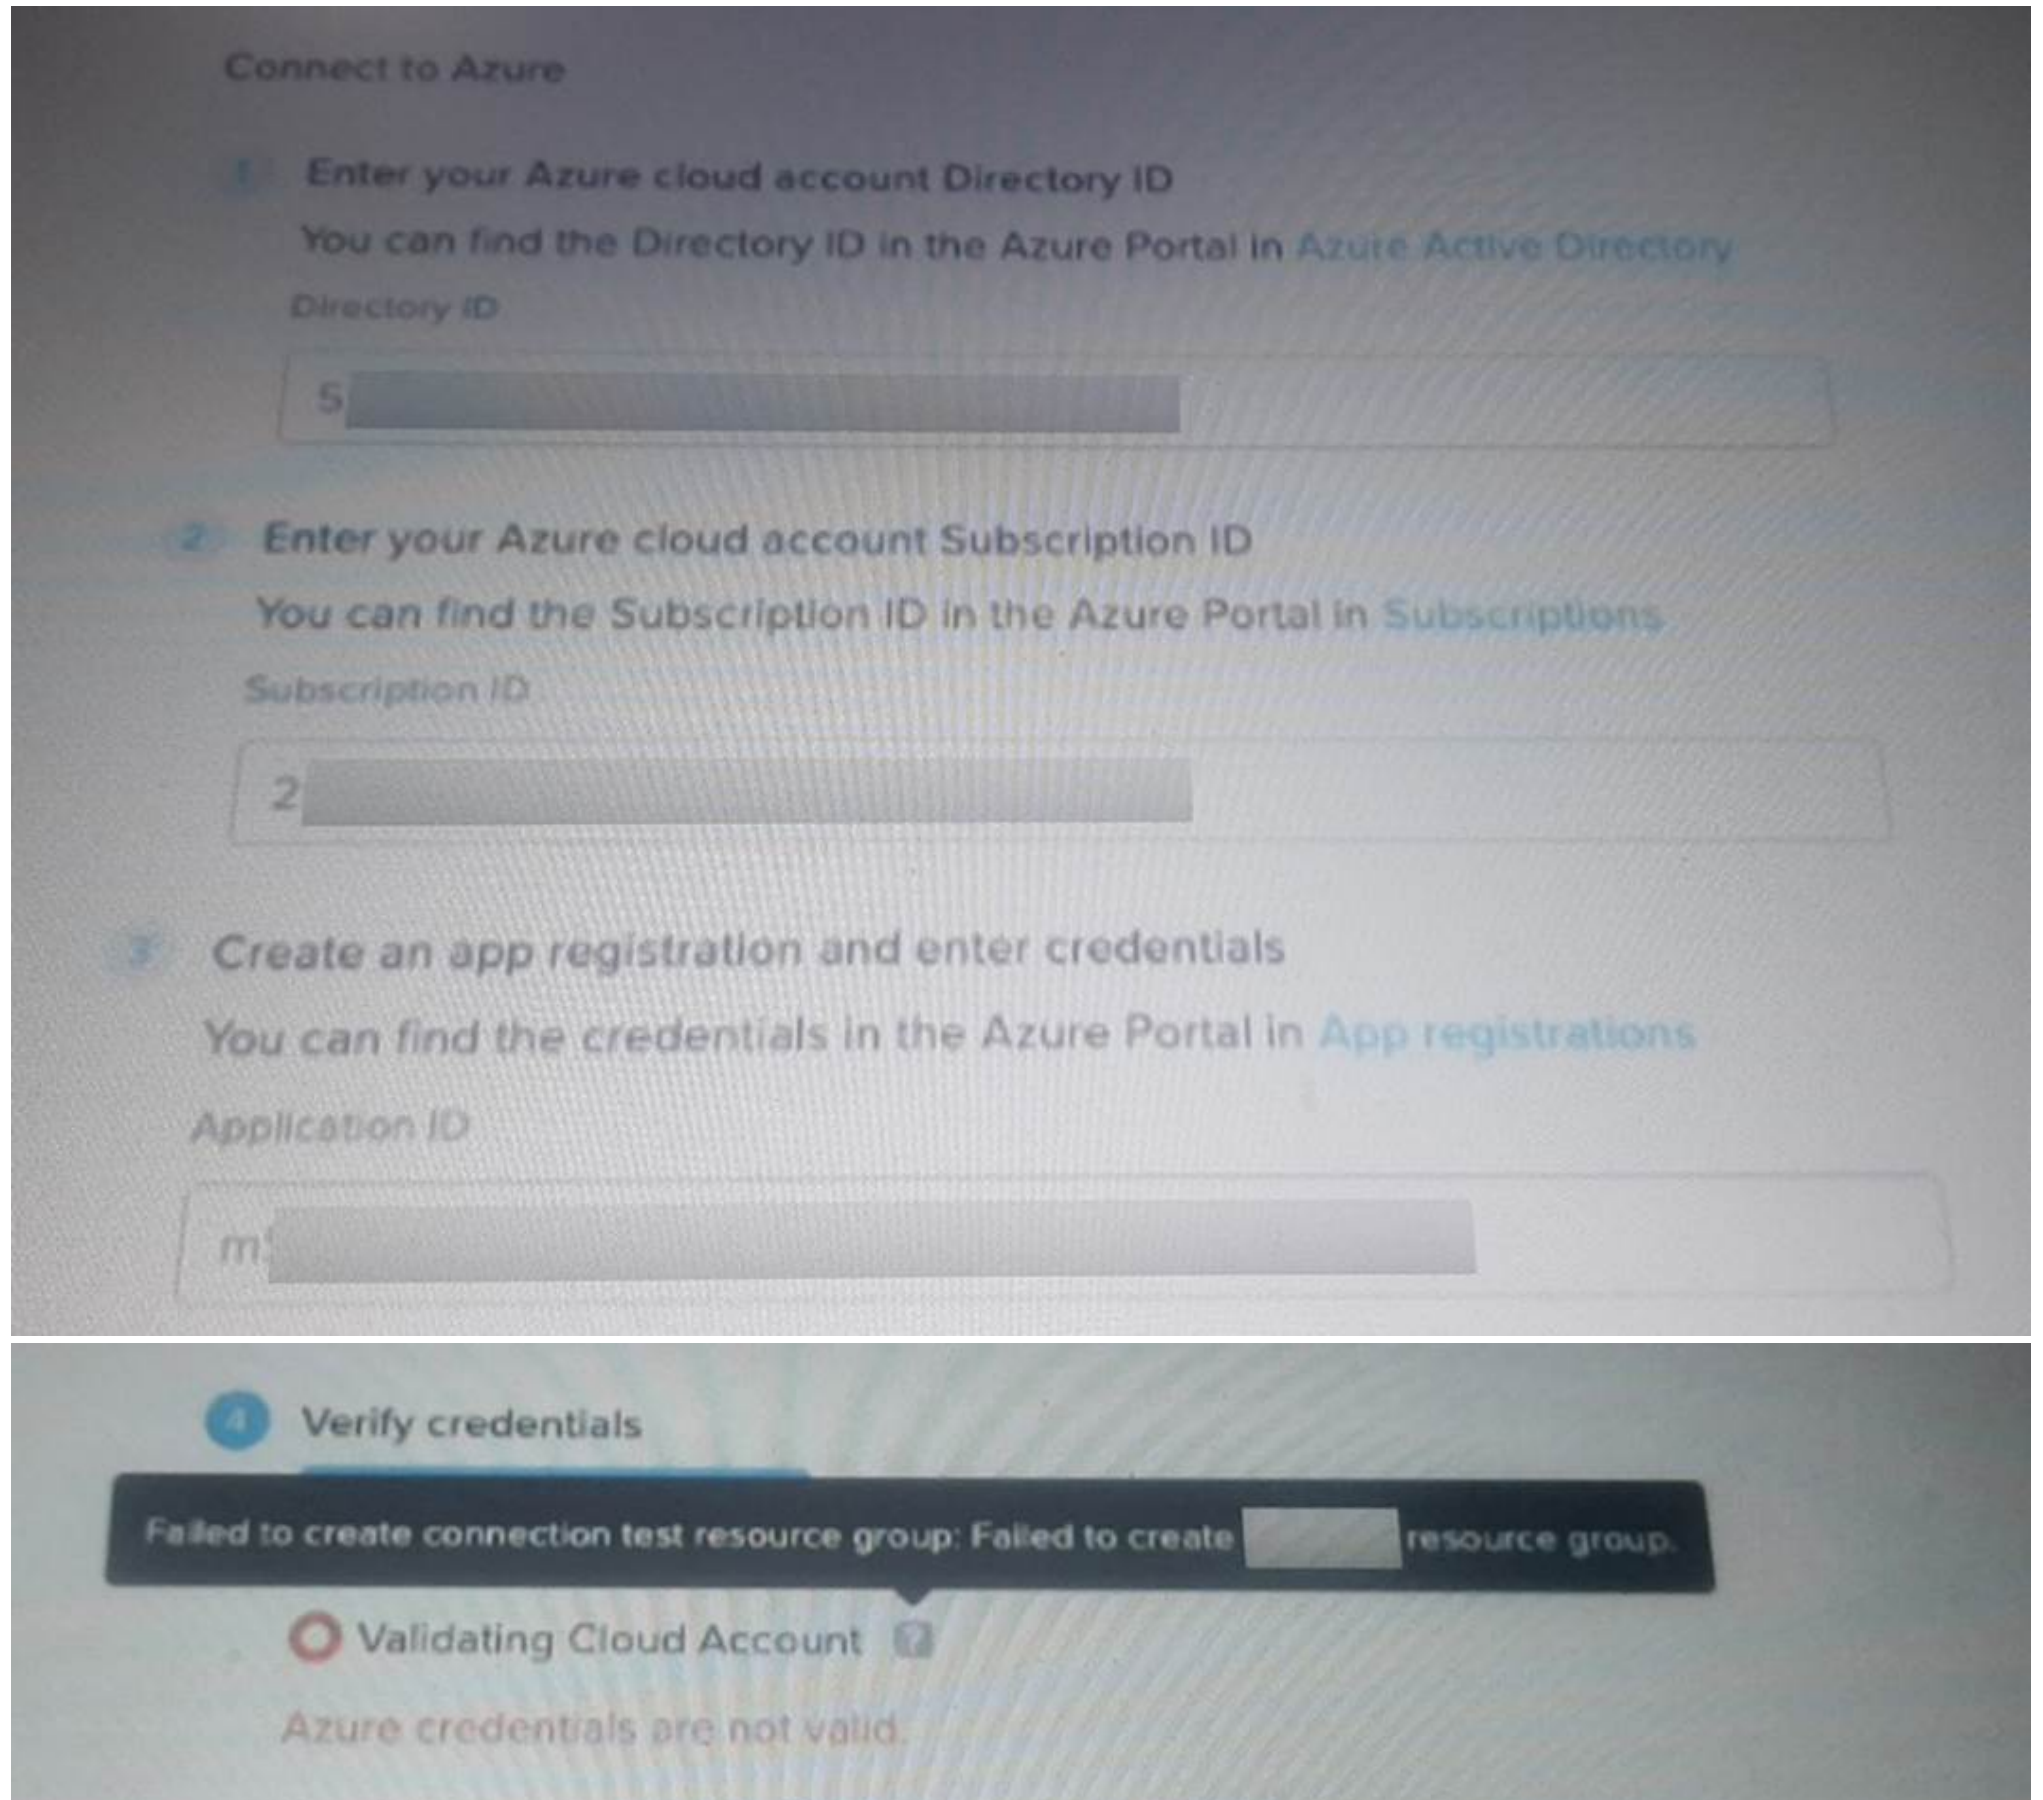 Connect to Azure
1 Enter your Azure cloud account Directory ID
You can find the Directory ID in the Azure Portal in Azure Active Directory
Directory ID
5
2 Enter your Azure cloud account Subscription ID
You can find the Subscription ID in the Azure Portal in Subscriptions
Subscription ID
2
3 Create an app registration and enter credentials
You can find the credentials in the Azure Portal in App registrations
Application ID
m
4 Verify credentials
Failed to create connection test resource group: Failed to create resource group.
Validating Cloud Account ?
Azure credentials are not valid.